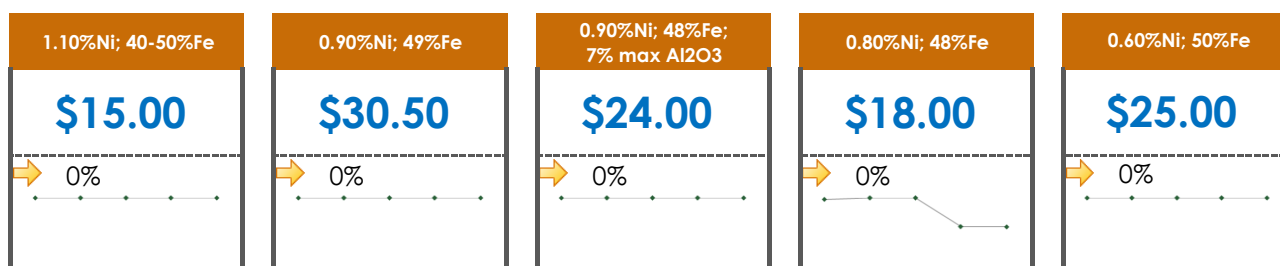 1.10%Ni; 40-50%Fe
$15.00
0%
0.90%Ni; 49%Fe
$30.50
0%
0.90%Ni; 48%Fe;
7% max Al2O3
$24.00
0%
0.80%Ni; 48%Fe
$18.00
0%
0.60%Ni; 50%Fe
$25.00
0%